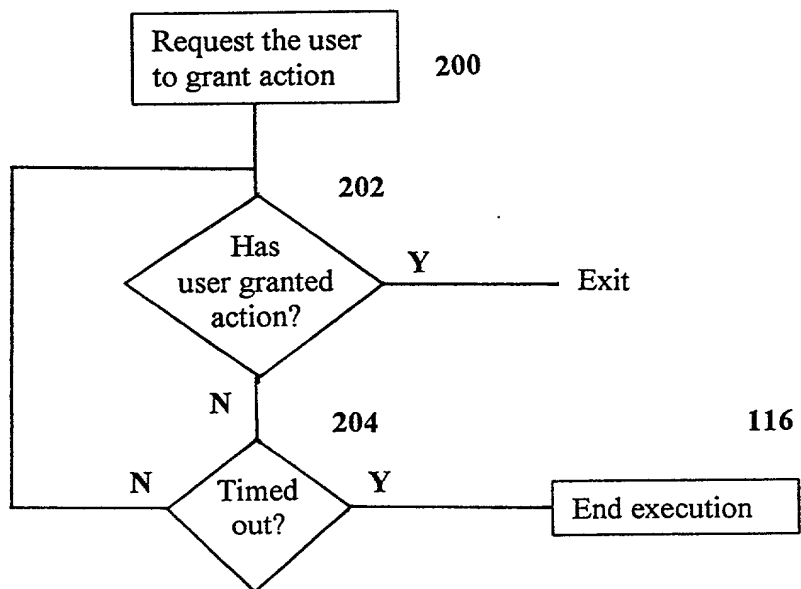 Request the user
to grant action
200
202
Has
user granted
action?
Y
Exit
N
204
116
N
Timed
out?
Y
End execution